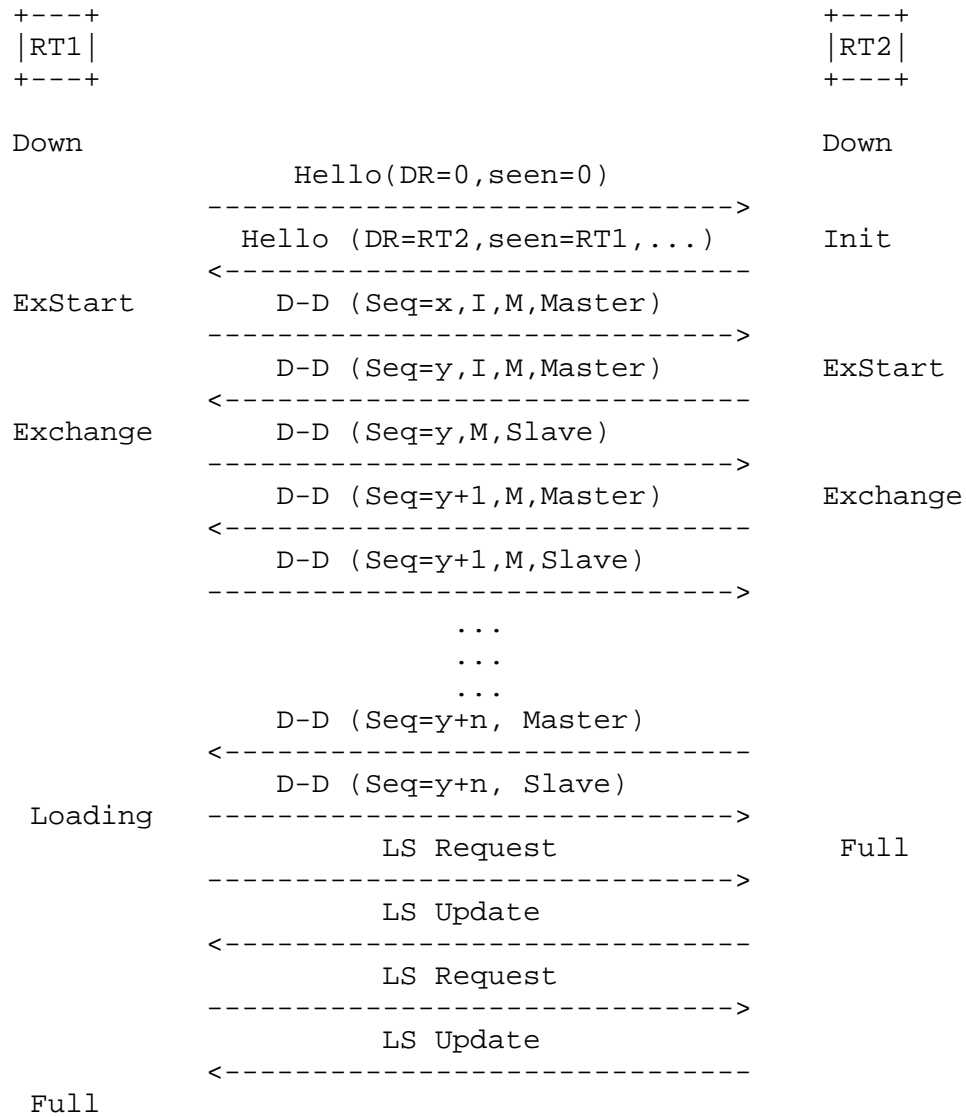 +---+                                         +---+
|RT1|                                         |RT2|
+---+                                         +---+
Down                                          Down
                Hello(DR=0,seen=0)
           ------------------------------>
             Hello (DR=RT2,seen=RT1,...)      Init
           <------------------------------
ExStart        D-D (Seq=x,I,M,Master)
           ------------------------------>
               D-D (Seq=y,I,M,Master)         ExStart
           <------------------------------
Exchange       D-D (Seq=y,M,Slave)
           ------------------------------>
               D-D (Seq=y+1,M,Master)         Exchange
           <------------------------------
               D-D (Seq=y+1,M,Slave)
           ------------------------------>
                         ...
                         ...
                         ...
               D-D (Seq=y+n, Master)
           <------------------------------
               D-D (Seq=y+n, Slave)
 Loading   ------------------------------>
                     LS Request                Full
           ------------------------------>
                     LS Update
           <------------------------------
                     LS Request
           ------------------------------>
                     LS Update
           <------------------------------
 Full